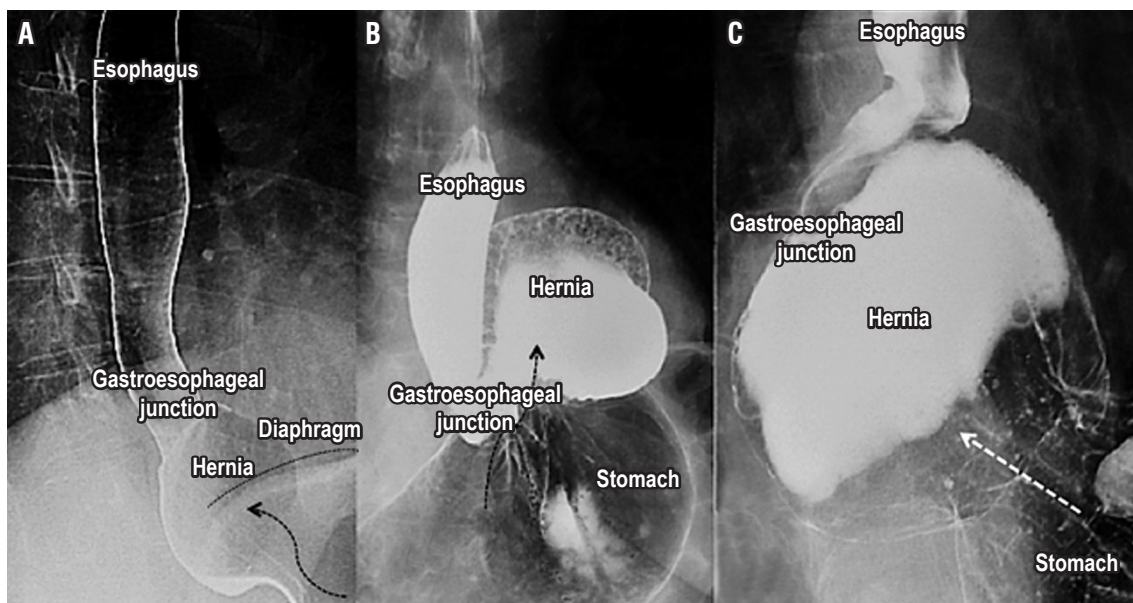 A
Esophagus
Gastroesophageal
junction
Diaphragm
Hernia
B
Esophagus
Hernia
Gastroesophageal
junction
Stomach
C
Esophagus
Gastroesophageal
junction
Hernia
Stomach